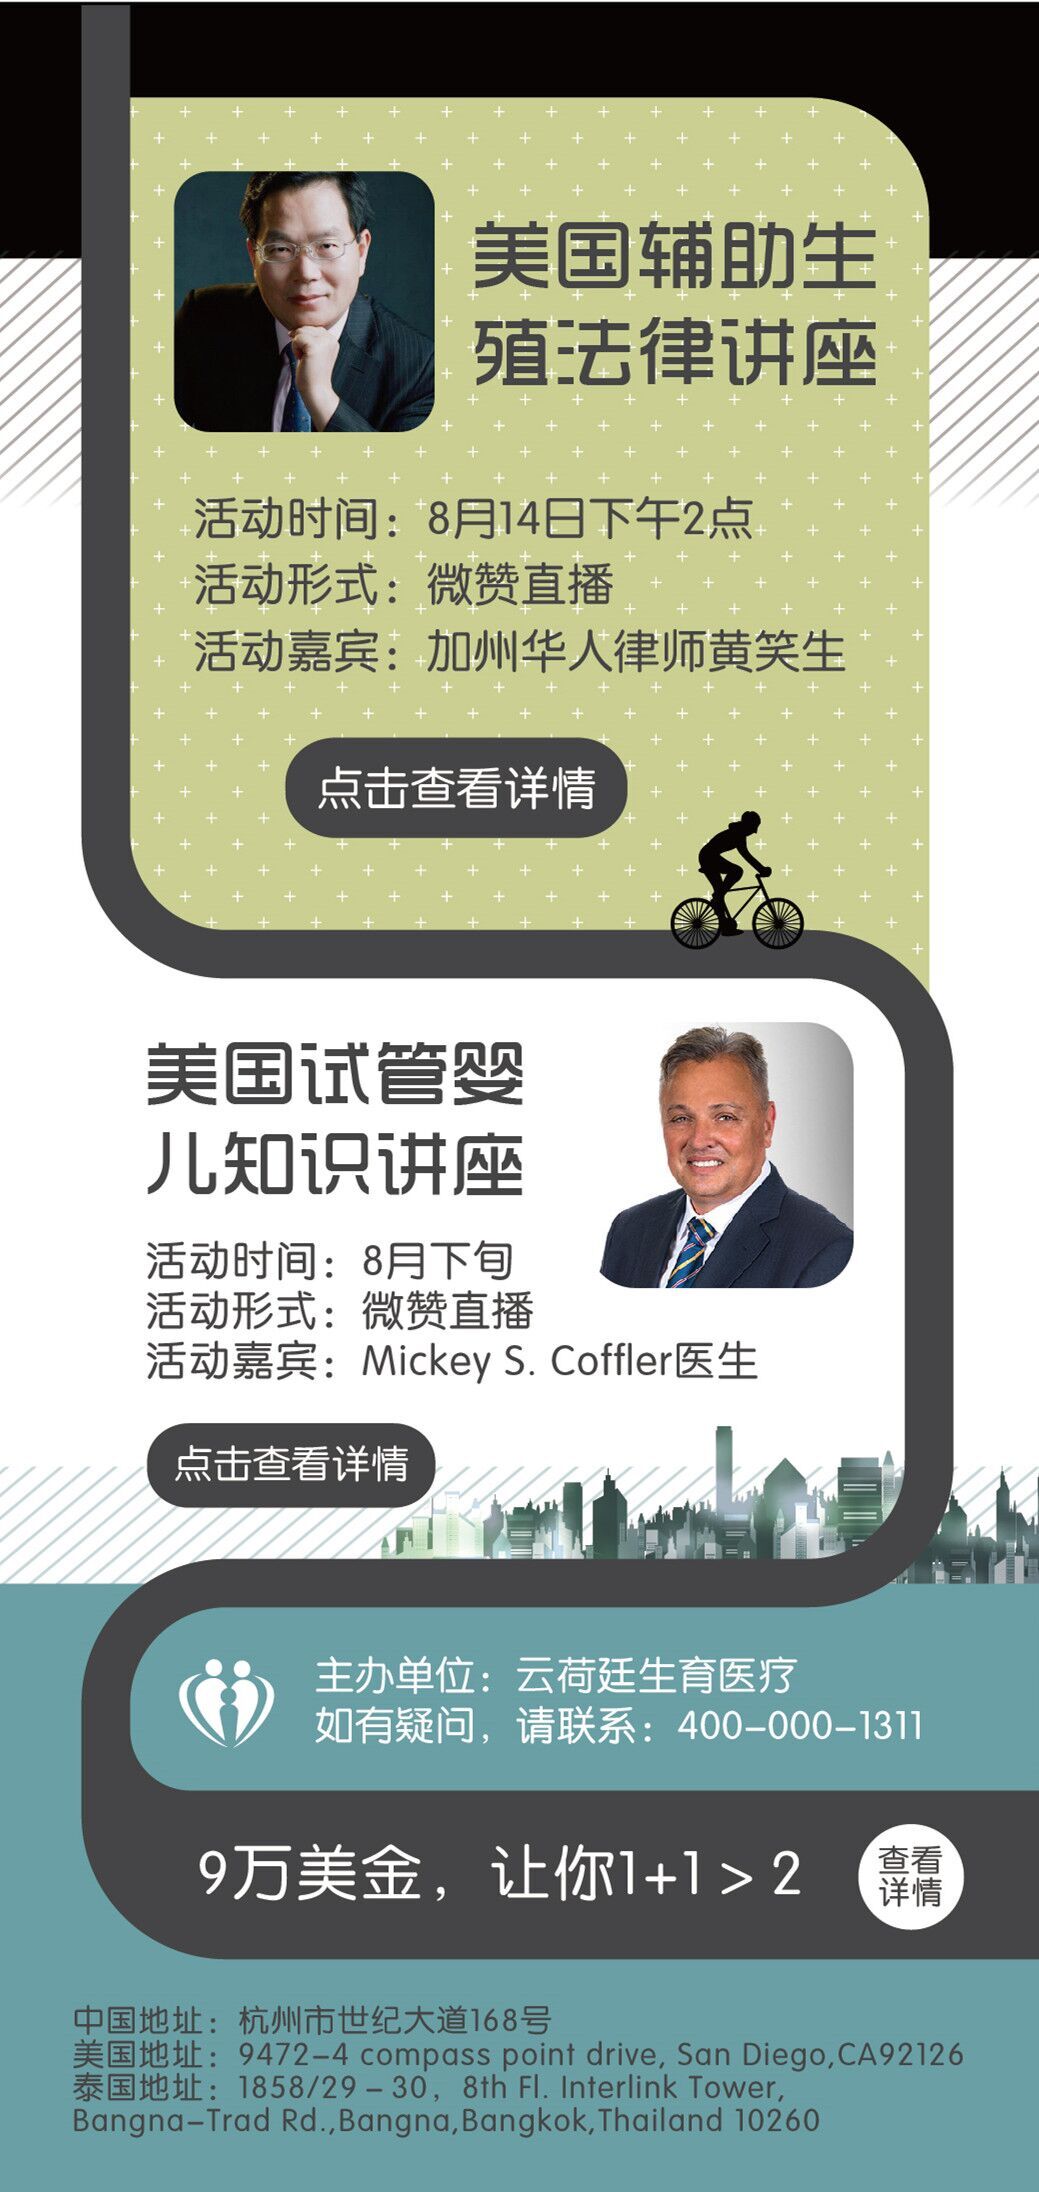 美国辅助生
殖法律讲座
活动时间：8月14日下午2点
活动形式：微赞直播
活动嘉宾：加州华人律师黄笑生
点击查看详情
美国试管婴
儿知识讲座
活动时间：8月下旬
活动形式：微赞直播
活动嘉宾：Mickey S. Coffler医生
点击查看详情
主办单位：云荷廷生育医疗
如有疑问，请联系：400-000-1311
9万美金，让你1+1＞2
查看
详情
中国地址：杭州市世纪大道168号
美国地址：9472-4 compass point drive, San Diego,CA92126
泰国地址：1858/29 - 30，8th Fl. Interlink Tower,
Bangna-Trad Rd.,Bangna,Bangkok,Thailand 10260